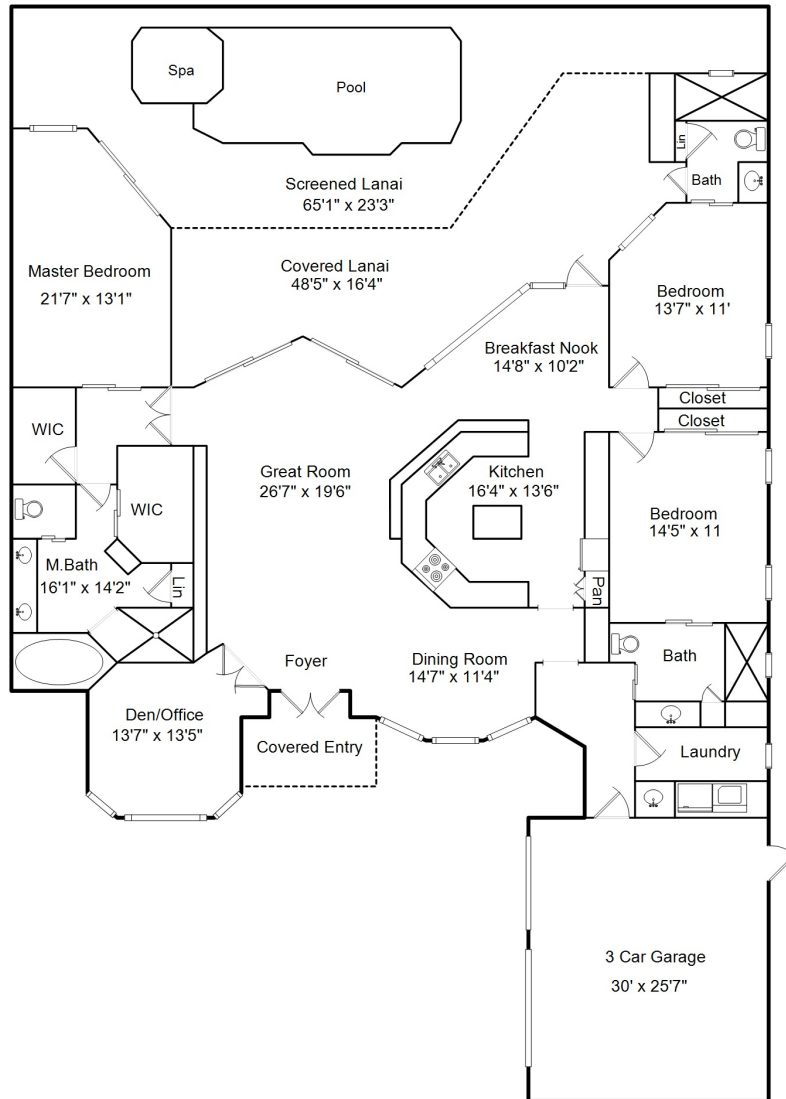 Spa
Pool
Lin
Bath
Screened Lanai
65'1" x 23'3"
Covered Lanai
48'5" x 16'4"
Master Bedroom
21'7" x 13'1"
Bedroom
13'7" x 11'
Breakfast Nook
14'8" x 10'2"
Closet
Closet
WIC
Great Room
26'7" x 19'6"
Kitchen
16'4" x 13'6"
WIC
Bedroom
14'5" x 11
M.Bath
16'1" x 14'2"
Lin
Pan
Foyer
Dining Room
14'7" x 11'4"
Bath
Den/Office
13'7" x 13'5"
Covered Entry
Laundry
3 Car Garage
30' x 25'7"